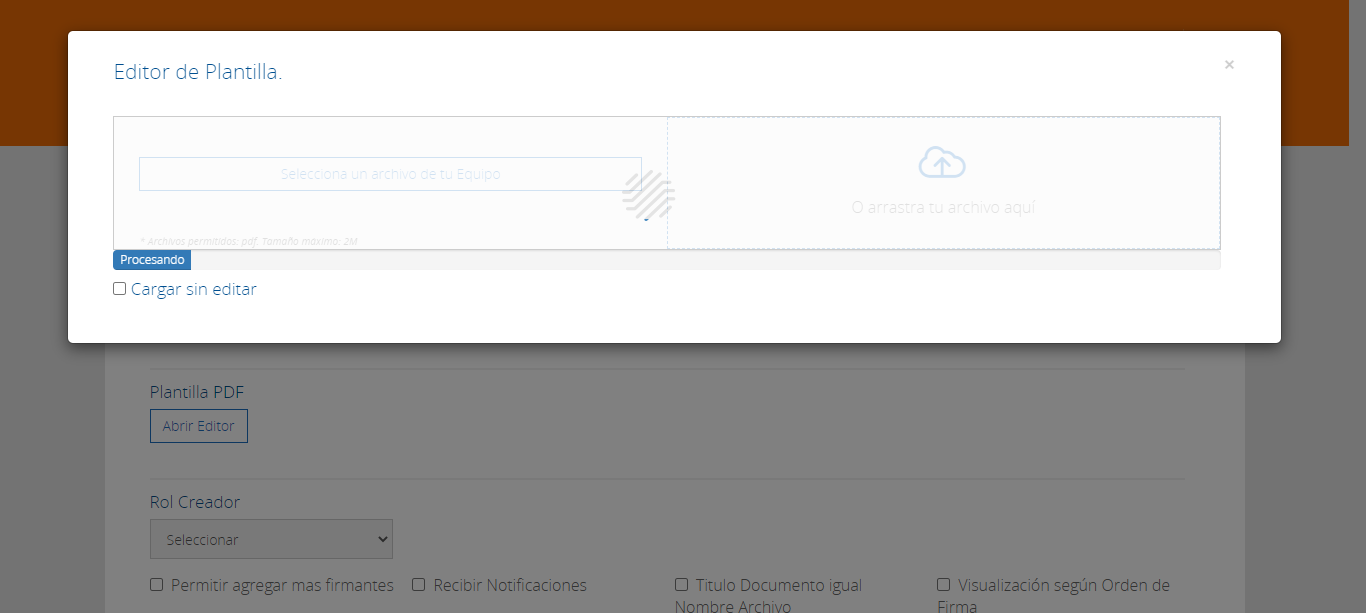 Editor de Plantilla.
×
Selecciona un archivo de tu Equipo
O arrastra tu archivo aquí
* Archivos permitidos: pdf. Tamaño maximo: 2M
Procesando
Cargar sin editar
Plantilla PDF
Abrir Editor
Rol Creador
Seleccionar
Permitir agregar mas firmantes
Recibir Notificaciones
Titulo Documento igual
Nombre Archivo
Visualización según Orden de
Firma